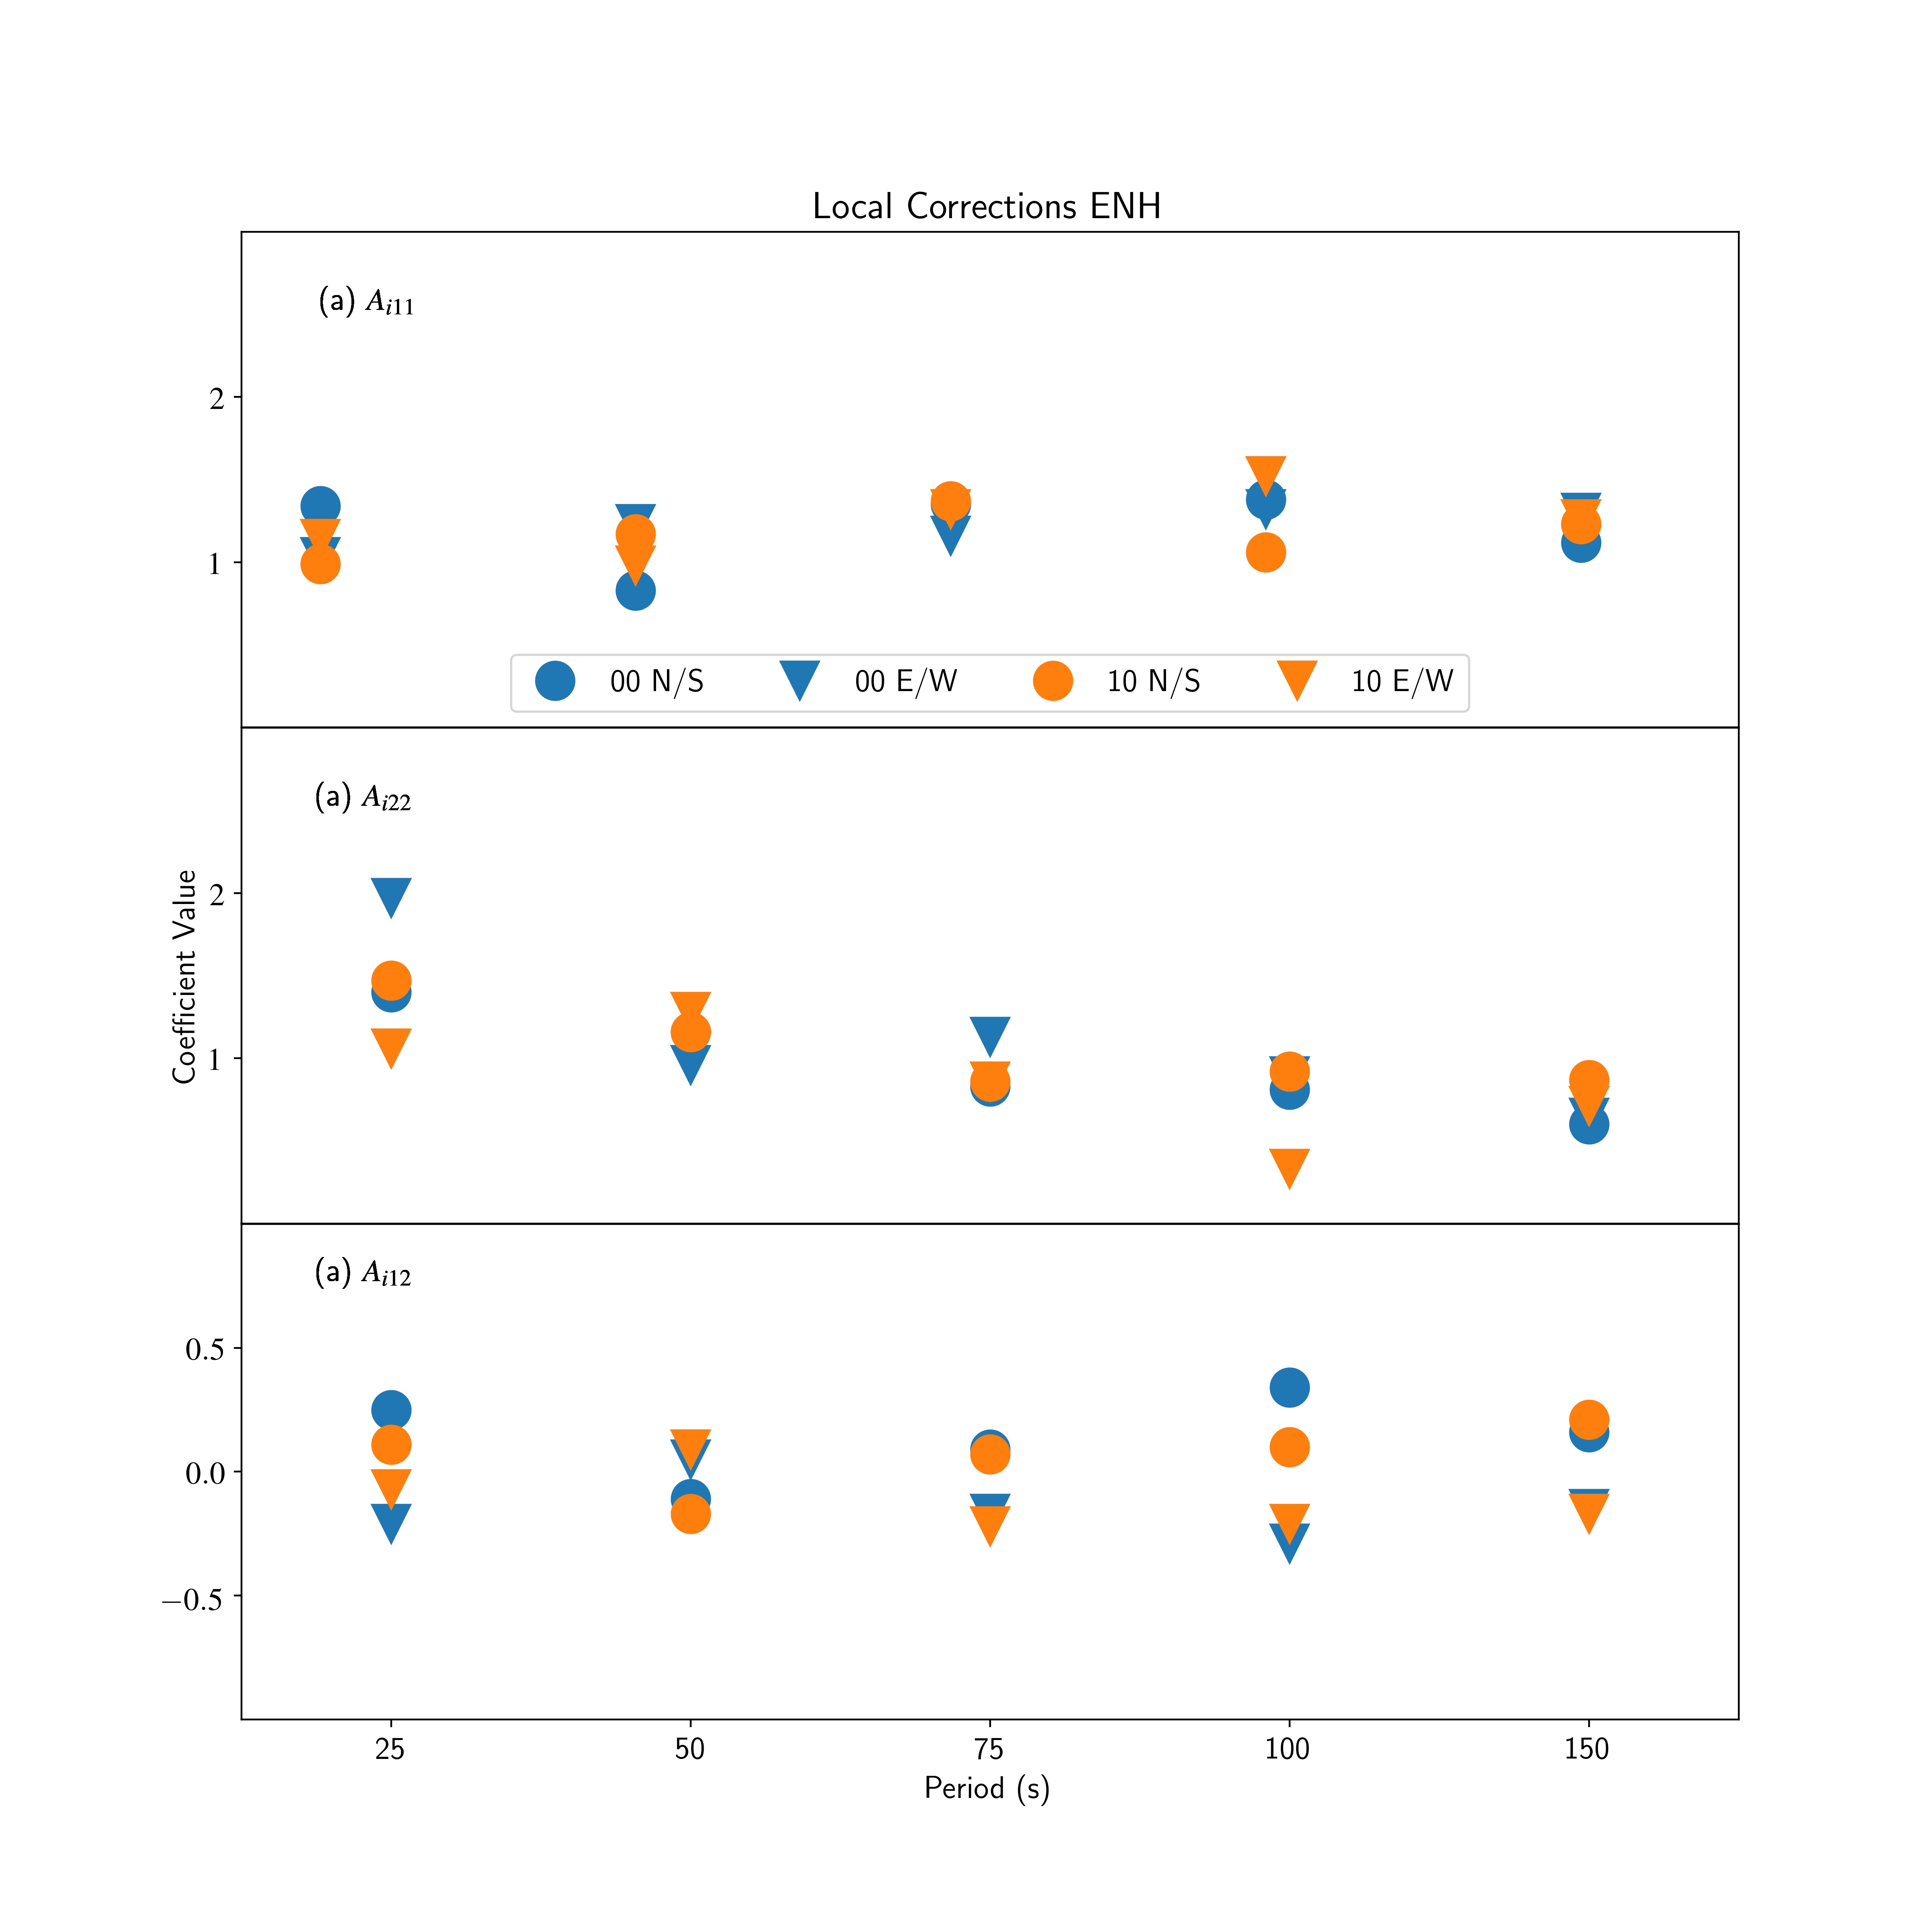 Local Corrections ENH
(a) A_{i11}
2
1
00 N/S 00 E/W 10 N/S 10 E/W
(a) A_{i22}
2
1
Coefficient Value
(a) A_{i12}
0.5
0.0
−0.5
25 50 75 100 150
Period (s)